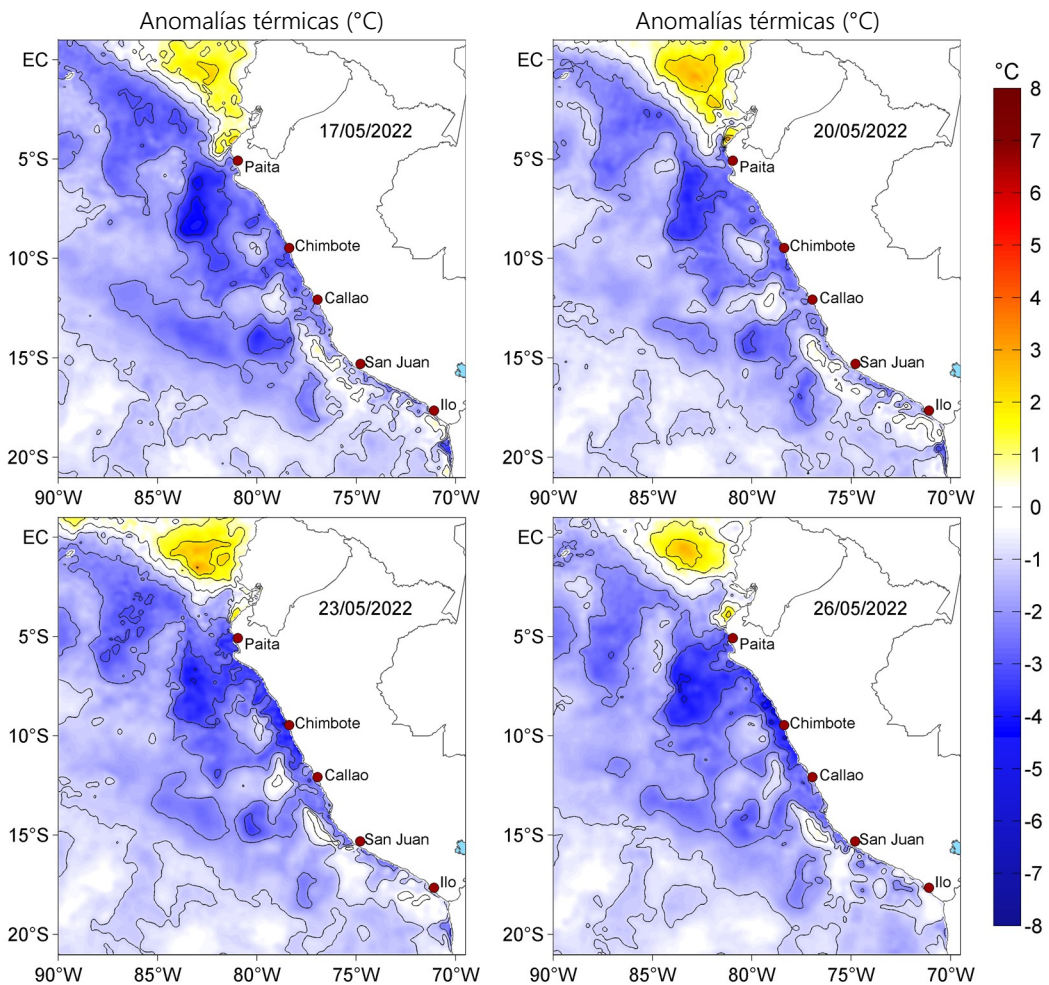 Anomalías térmicas (°C)
Anomalías térmicas (°C)
EC
5°S
10°S
15°S
20°S
90°W
85°W
80°W
75°W
70°W
17/05/2022
Paita
Chimbote
Callao
San Juan
Ilo
EC
5°S
10°S
15°S
20°S
90°W
85°W
80°W
75°W
70°W
20/05/2022
Paita
Chimbote
Callao
San Juan
Ilo
°C
8
7
6
5
4
3
2
1
0
-1
-2
-3
-4
-5
-6
-7
-8
EC
5°S
10°S
15°S
20°S
90°W
85°W
80°W
75°W
70°W
23/05/2022
Paita
Chimbote
Callao
San Juan
Ilo
EC
5°S
10°S
15°S
20°S
90°W
85°W
80°W
75°W
70°W
26/05/2022
Paita
Chimbote
Callao
San Juan
Ilo